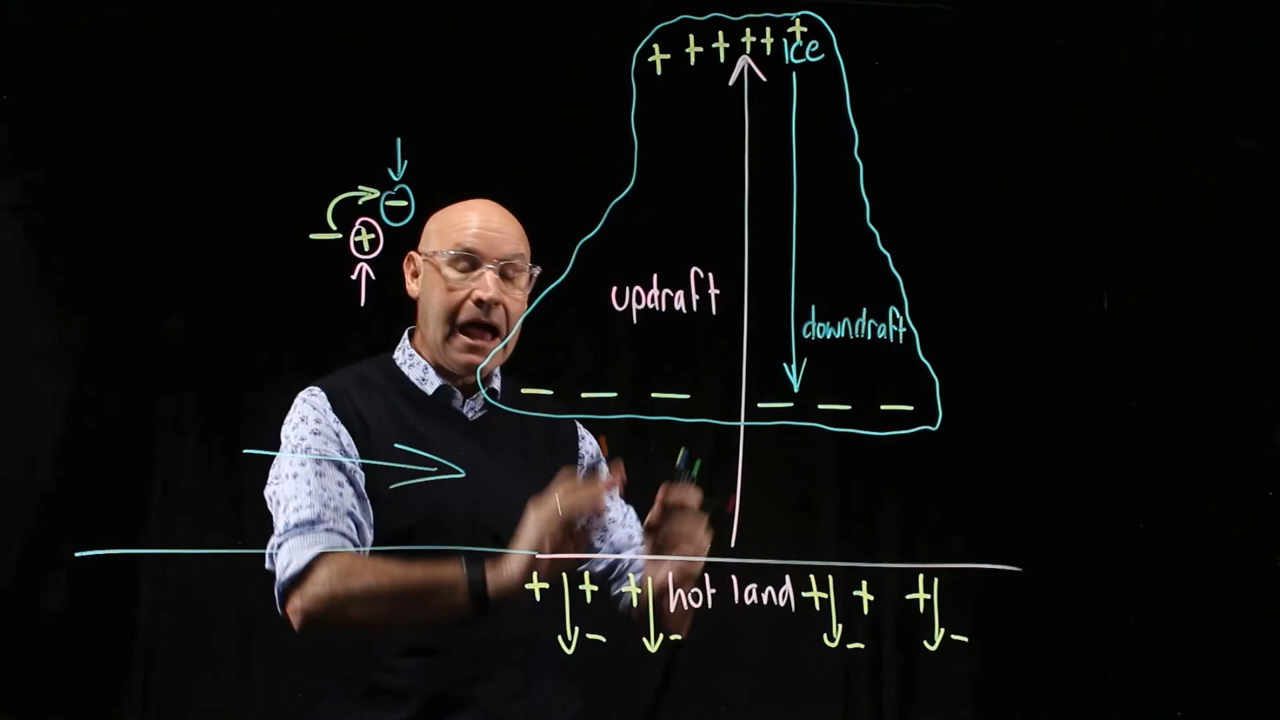 + + + + + +
ice
−
− +
updraft
downdraft
− − − − − −
+ + + hot land + + +
− − − −